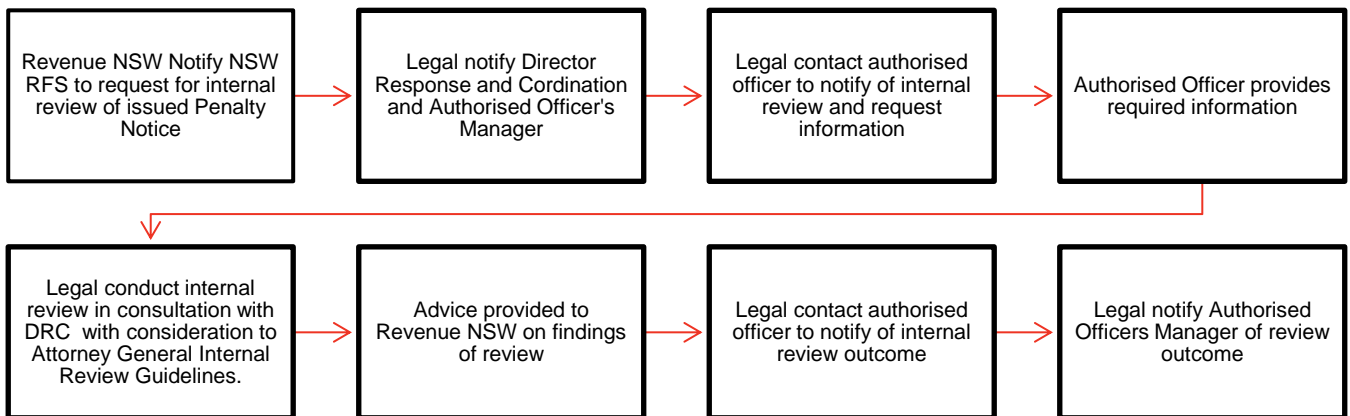 Revenue NSW Notify NSW
RFS to request for internal
review of issued Penalty
Notice
Legal notify Director
Response and Cordination
and Authorised Officer's
Manager
Legal contact authorised
officer to notify of internal
review and request
information
Authorised Officer provides
required information
Legal conduct internal
review in consultation with
DRC with consideration to
Attorney General Internal
Review Guidelines.
Advice provided to
Revenue NSW on findings
of review
Legal contact authorised
officer to notify of internal
review outcome
Legal notify Authorised
Officers Manager of review
outcome